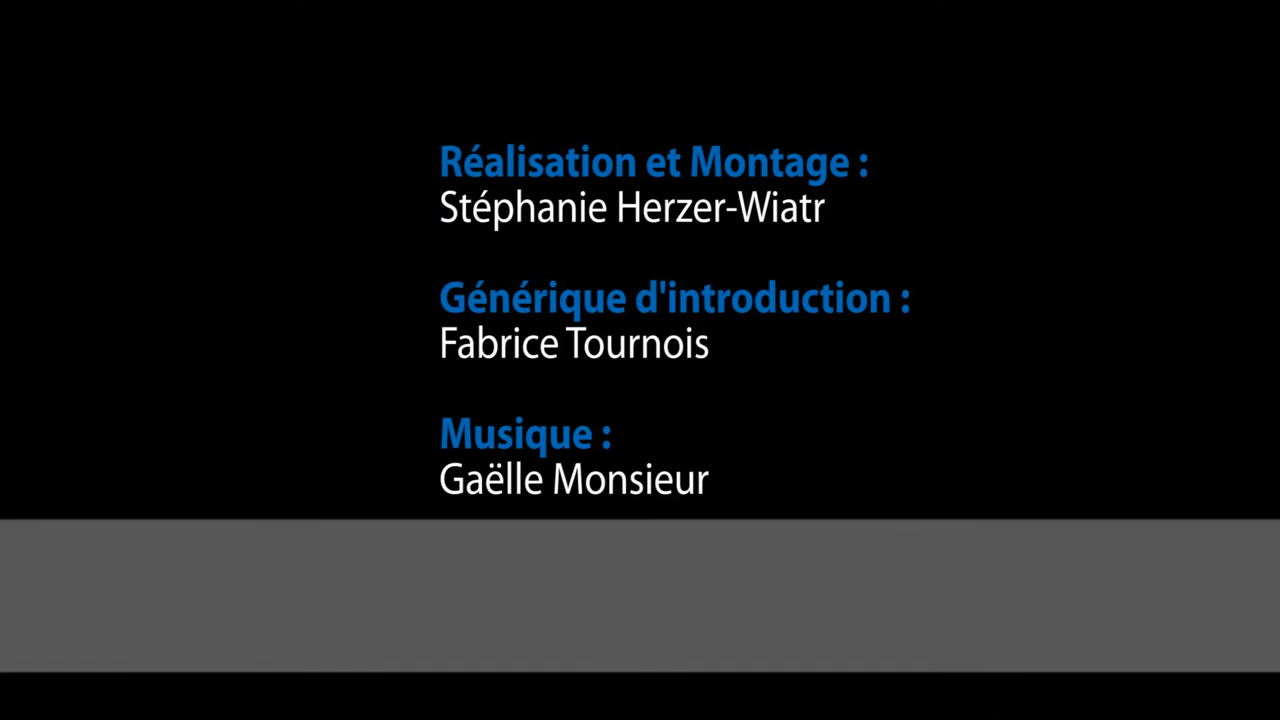 Réalisation et Montage :
Stéphanie Herzer-Wiatr
Générique d'introduction :
Fabrice Tournois
Musique :
Gaëlle Monsieur